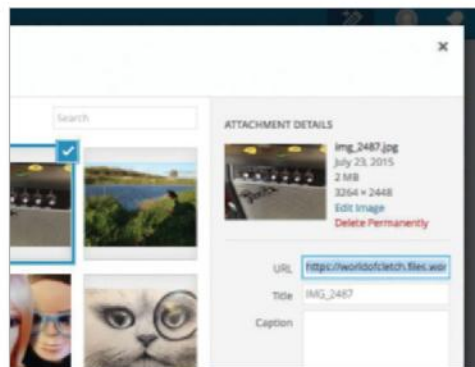 Search
ATTACHMENT DETAILS
img_2487.jpg
July 23, 2015
2 MB
3264 × 2448
Edit Image
Delete Permanently
URL
https://worldofcletch.files.wor
Title
IMG_2487
Caption